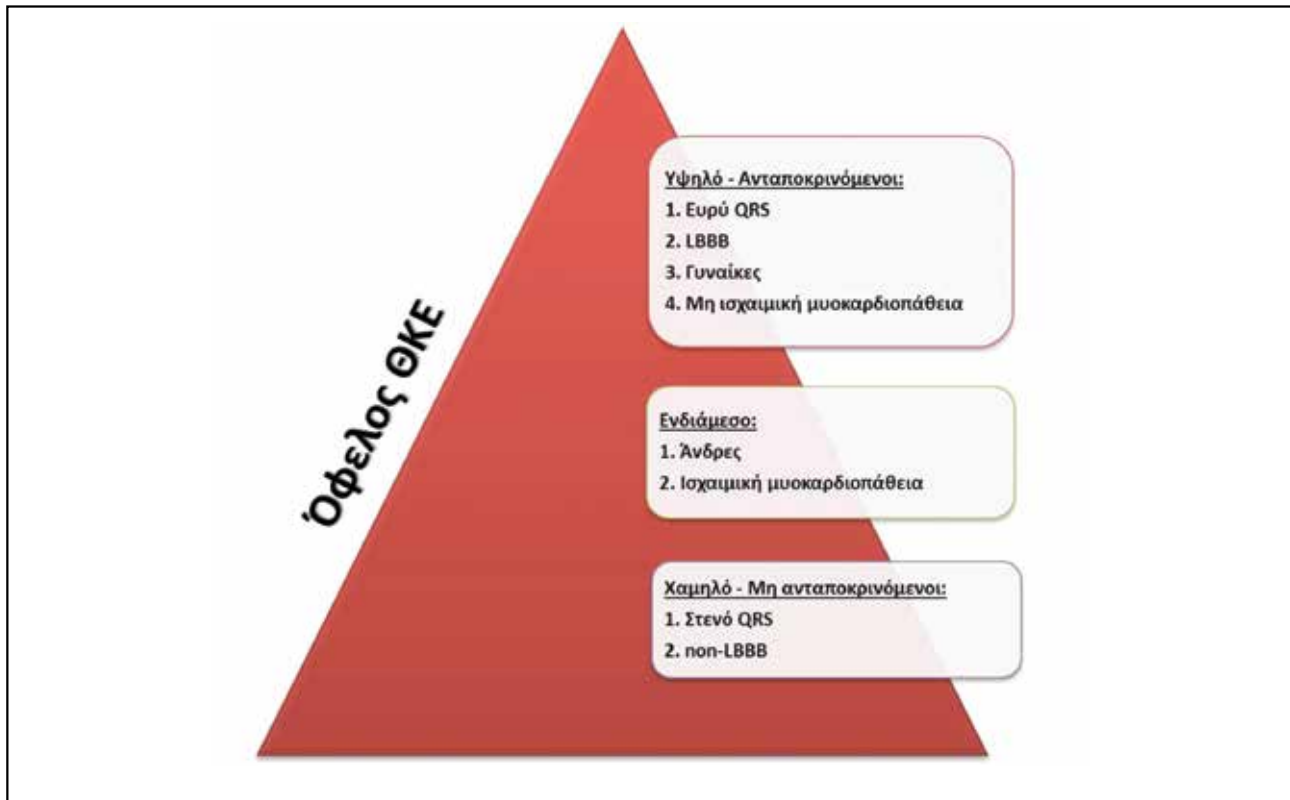 Όφελος ΘΚΕ
Υψηλό - Ανταποκρινόμενοι:
1. Ευρύ QRS
2. LBBB
3. Γυναίκες
4. Μη ισχαιμική μυοκαρδιοπάθεια
Ενδιάμεσο:
1. Άνδρες
2. Ισχαιμική μυοκαρδιοπάθεια
Χαμηλό - Μη ανταποκρινόμενοι:
1. Στενό QRS
2. non-LBBB